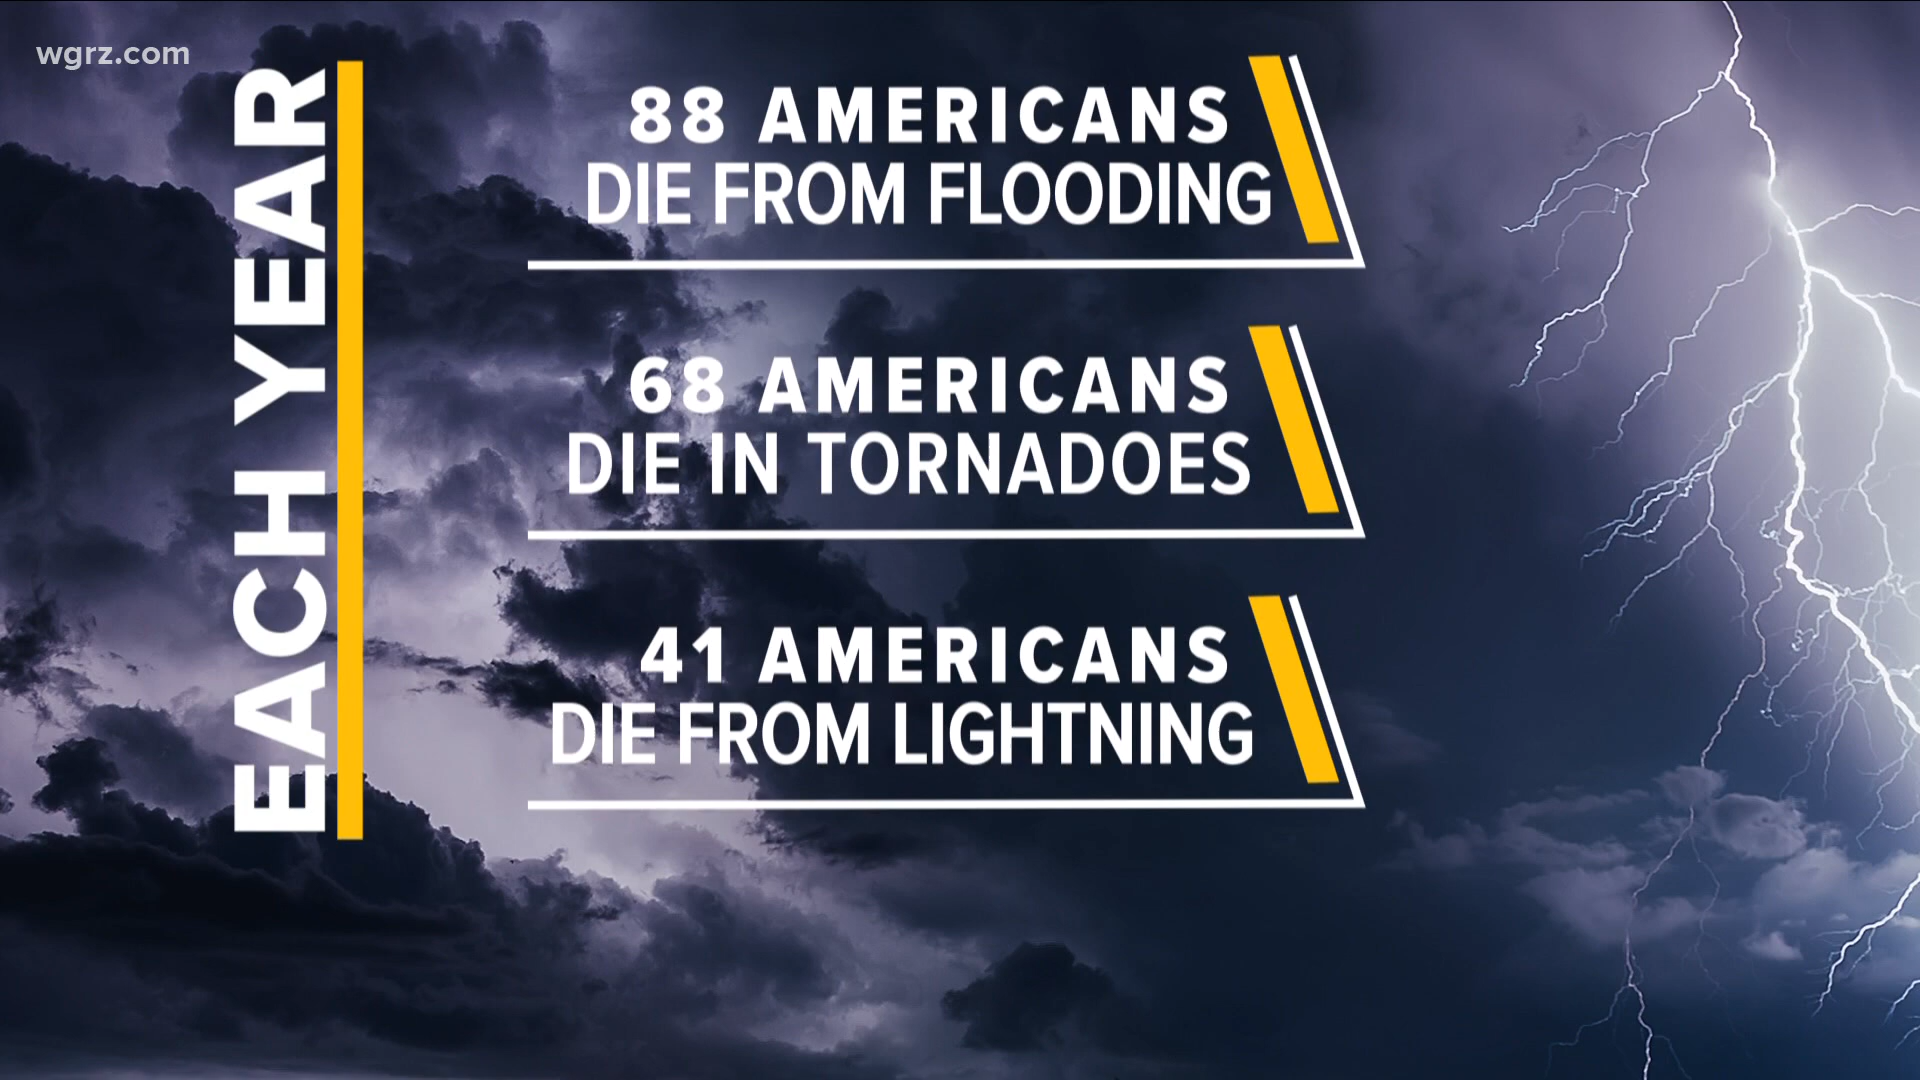 wgrz.com
EACH YEAR
88 AMERICANS
DIE FROM FLOODING
68 AMERICANS
DIE IN TORNADOES
41 AMERICANS
DIE FROM LIGHTNING